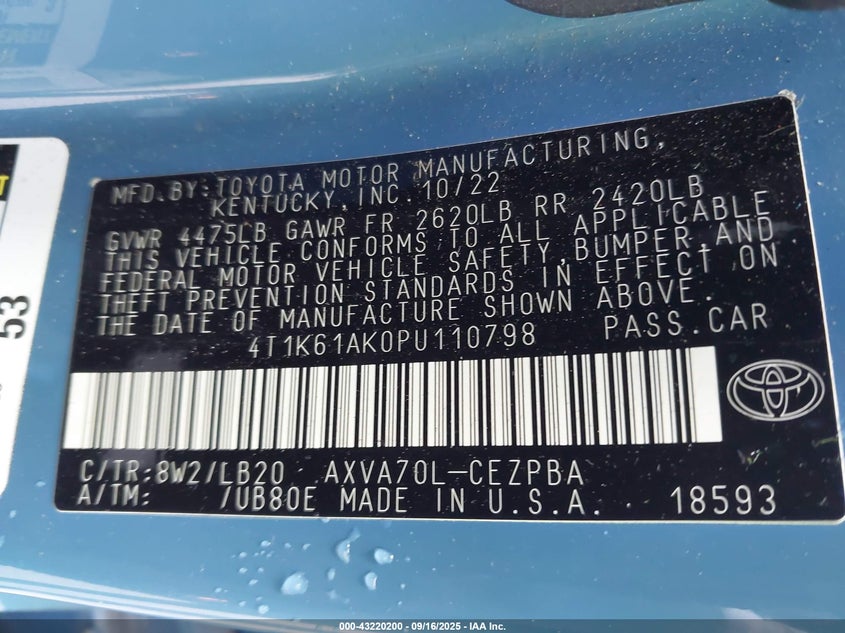 MFD. BY: TOYOTA MOTOR MANUFACTURING,
KENTUCKY, INC. 10/22
GVWR 4475LB GAWR FR 2620LB RR 2420LB
THIS VEHICLE CONFORMS TO ALL APPLICABLE
FEDERAL MOTOR VEHICLE SAFETY, BUMPER, AND
THEFT PREVENTION STANDARDS IN EFFECT ON
THE DATE OF MANUFACTURE SHOWN ABOVE.
4T1K61AK0PU110798 PASS. CAR
C/TR: 8W2/LB20 AXVA70L-CEZPBA
A/TM: /UB80E MADE IN U.S.A. 18593
53
000-43220200 - 09/16/2025 - IAA Inc.